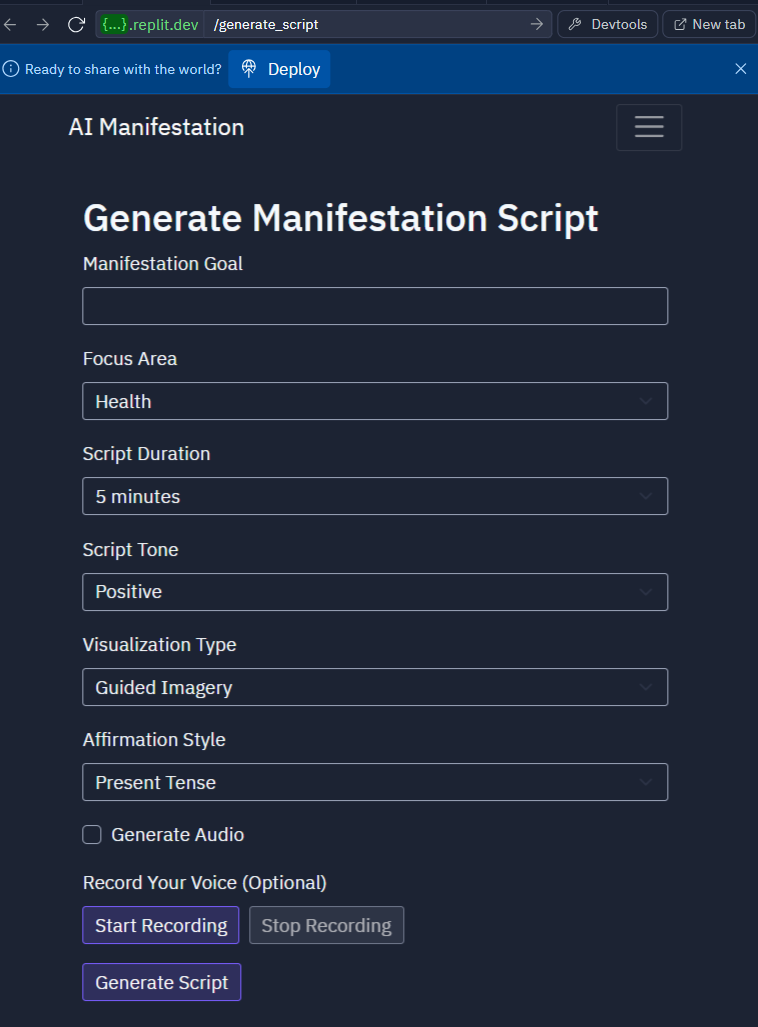 {...}.replit.dev /generate_script Devtools New tab
Ready to share with the world? Deploy
AI Manifestation
Generate Manifestation Script
Manifestation Goal
Focus Area
Health
Script Duration
5 minutes
Script Tone
Positive
Visualization Type
Guided Imagery
Affirmation Style
Present Tense
Generate Audio
Record Your Voice (Optional)
Start Recording Stop Recording
Generate Script